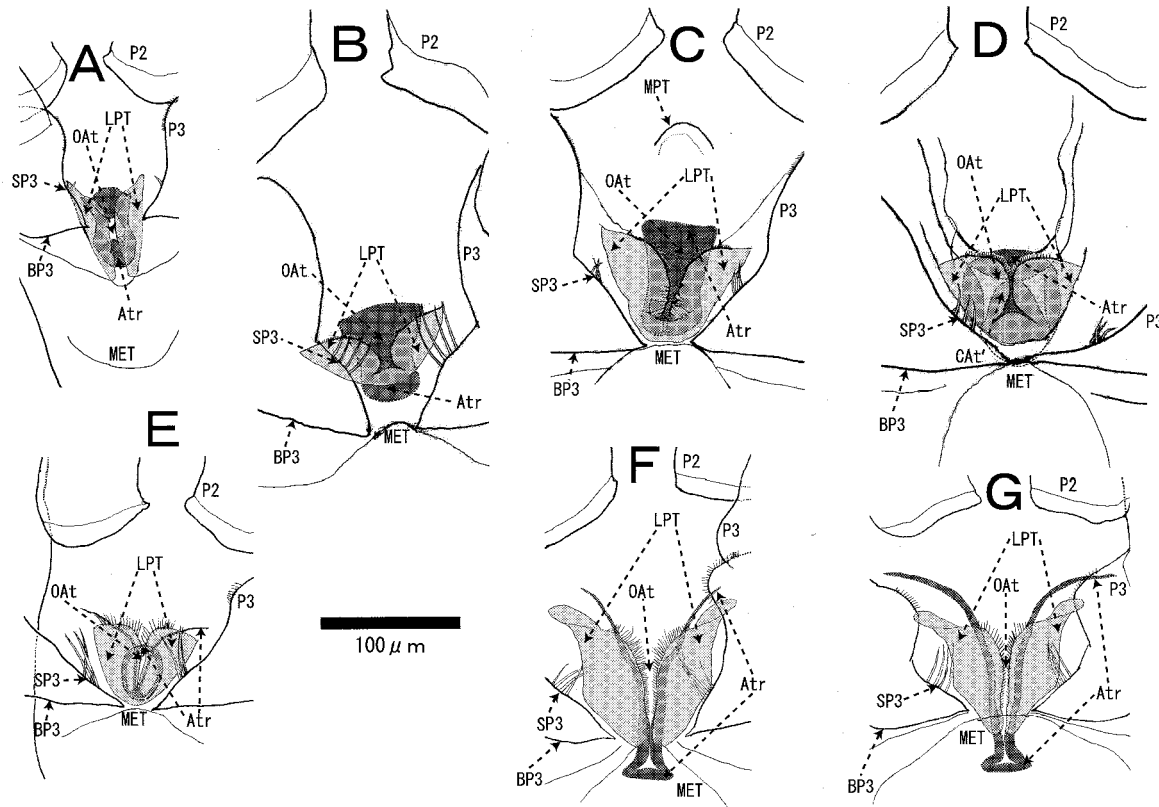 A
P2
LPT
OAt
P3
SP3
BP3
Atr
MET
B
P2
P3
LPT
OAt
SP3
Atr
MET
BP3
C
P2
MPT
LPT
OAt
P3
SP3
Atr
MET
BP3
D
P2
OAt
LPT
Atr
SP3
P3
CAt'
MET
BP3
E
LPT
OAt
P3
SP3
Atr
MET
BP3
100 μm
F
P2
LPT
P3
OAt
Atr
SP3
BP3
MET
G
P2
LPT
OAt
P3
SP3
Atr
MET
BP3